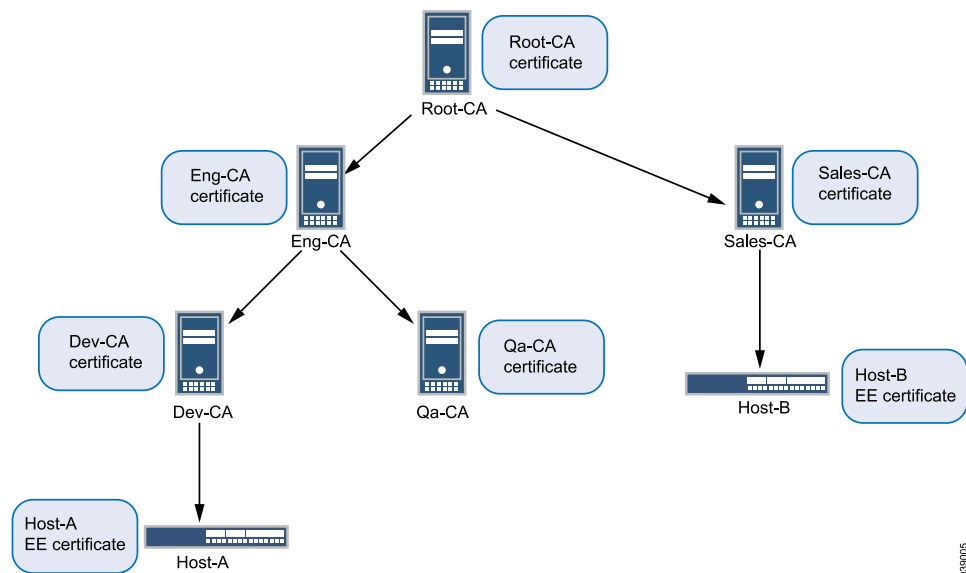 Root-CA
certificate
Root-CA
Eng-CA
certificate
Eng-CA
Sales-CA
certificate
Sales-CA
Dev-CA
certificate
Dev-CA
Qa-CA
certificate
Qa-CA
Host-B
EE certificate
Host-B
Host-A
EE certificate
Host-A